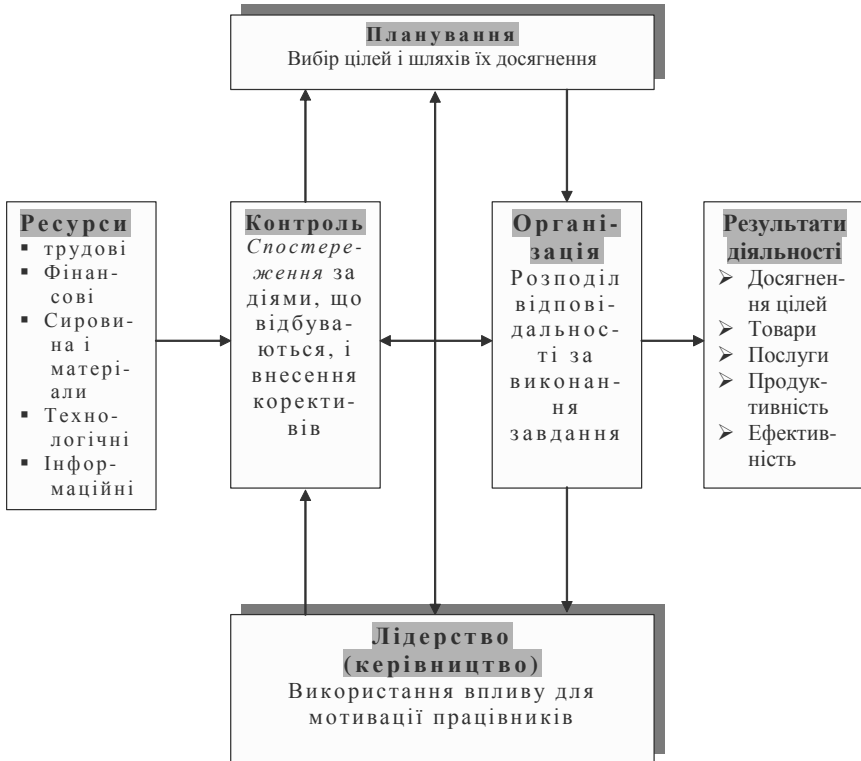 Планування
Вибір цілей і шляхів їх досягнення
Ресурси
▪ трудові
▪ Фінан-
сові
▪ Сирови-
на і
матері-
али
▪ Техно-
логічні
▪ Інфор-
маційні
Контроль
Спостере-
ження за
діями, що
відбува-
ються, і
внесення
коректи-
вів
Органі-
зація
Розподіл
відпові-
дальнос-
ті за
виконан-
ня
завдання
Результати
діяльності
➢ Досягнен-
ня цілей
➢ Товари
➢ Послуги
➢ Продук-
тивність
➢ Ефектив-
ність
Лідерство
(керівництво)
Використання впливу для
мотивації працівників